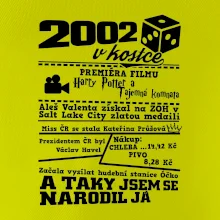 2002
v kostce
PREMIÉRA FILMU
Harry Potter a
Tajemná komnata
Aleš Valenta získal na ZOH v
Salt Lake City zlatou medaili
Miss ČR se stala Kateřina Průšová
Prezidentem ČR byl
Václav Havel
Nákup:
CHLEBA ...14,42 Kč
PIVO
8,28 Kč
Začala vysílat hudební stanice Óčko
A TAKY JSEM SE
NARODIL JÁ